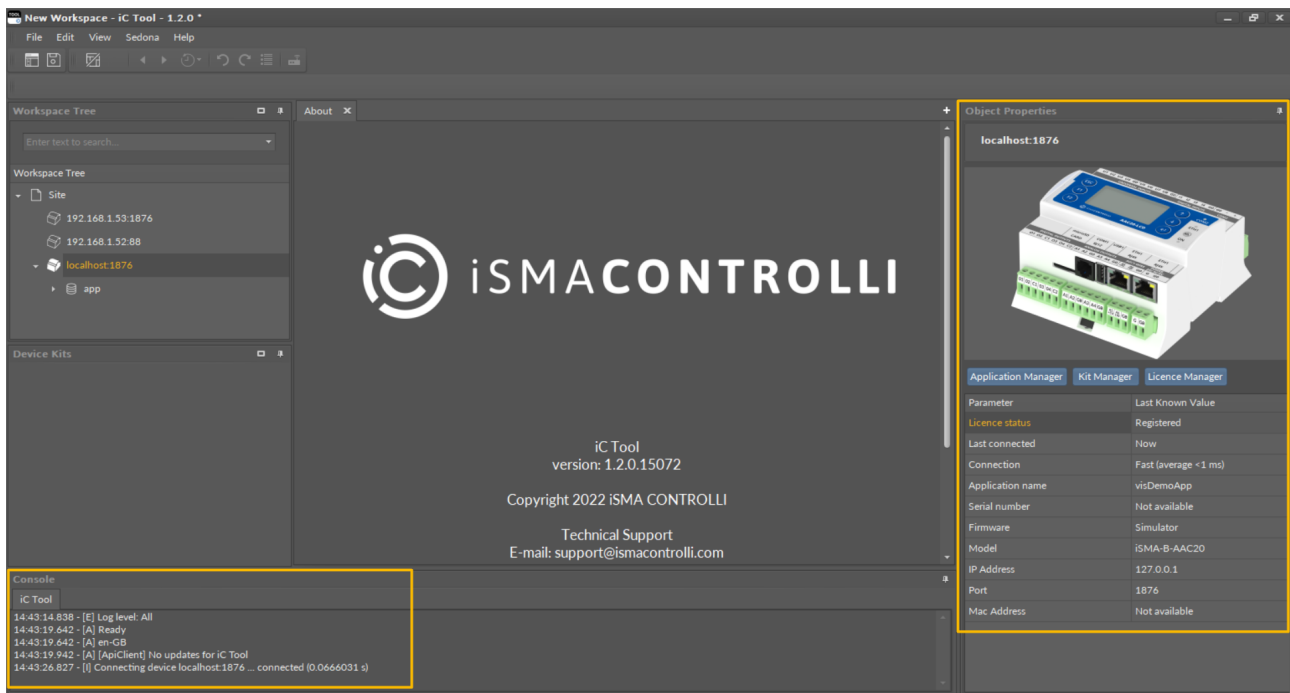 New Workspace - iC Tool - 1.2.0 *
File Edit View Sedona Help
Workspace Tree
Enter text to search...
Workspace Tree
Site
192.168.1.53:1876
192.168.1.52:88
localhost:1876
app
Device Kits
About
iSMACONTROLLI
iC Tool
version: 1.2.0.15072
Copyright 2022 iSMA CONTROLLI
Technical Support
E-mail: support@ismacontrolli.com
Console
iC Tool
14:43:14.838 - [E] Log level: All
14:43:19.642 - [A] Ready
14:43:19.642 - [A] en-GB
14:43:19.942 - [A] [ApiClient] No updates for iC Tool
14:43:26.827 - [I] Connecting device localhost:1876 ... connected (0.0666031 s)
Object Properties
localhost:1876
Application Manager Kit Manager Licence Manager
Parameter Last Known Value
Licence status Registered
Last connected Now
Connection Fast (average <1 ms)
Application name visDemoApp
Serial number Not available
Firmware Simulator
Model iSMA-B-AAC20
IP Address 127.0.0.1
Port 1876
Mac Address Not available